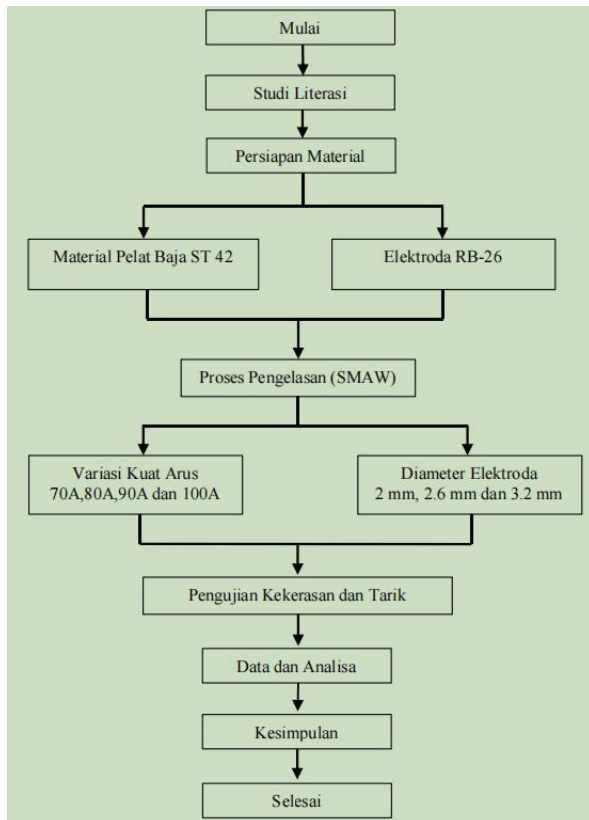 Mulai
Studi Literasi
Persiapan Material
Material Pelat Baja ST 42
Elektroda RB-26
Proses Pengelasan (SMAW)
Variasi Kuat Arus
70A,80A,90A dan 100A
Diameter Elektroda
2 mm, 2.6 mm dan 3.2 mm
Pengujian Kekerasan dan Tarik
Data dan Analisa
Kesimpulan
Selesai